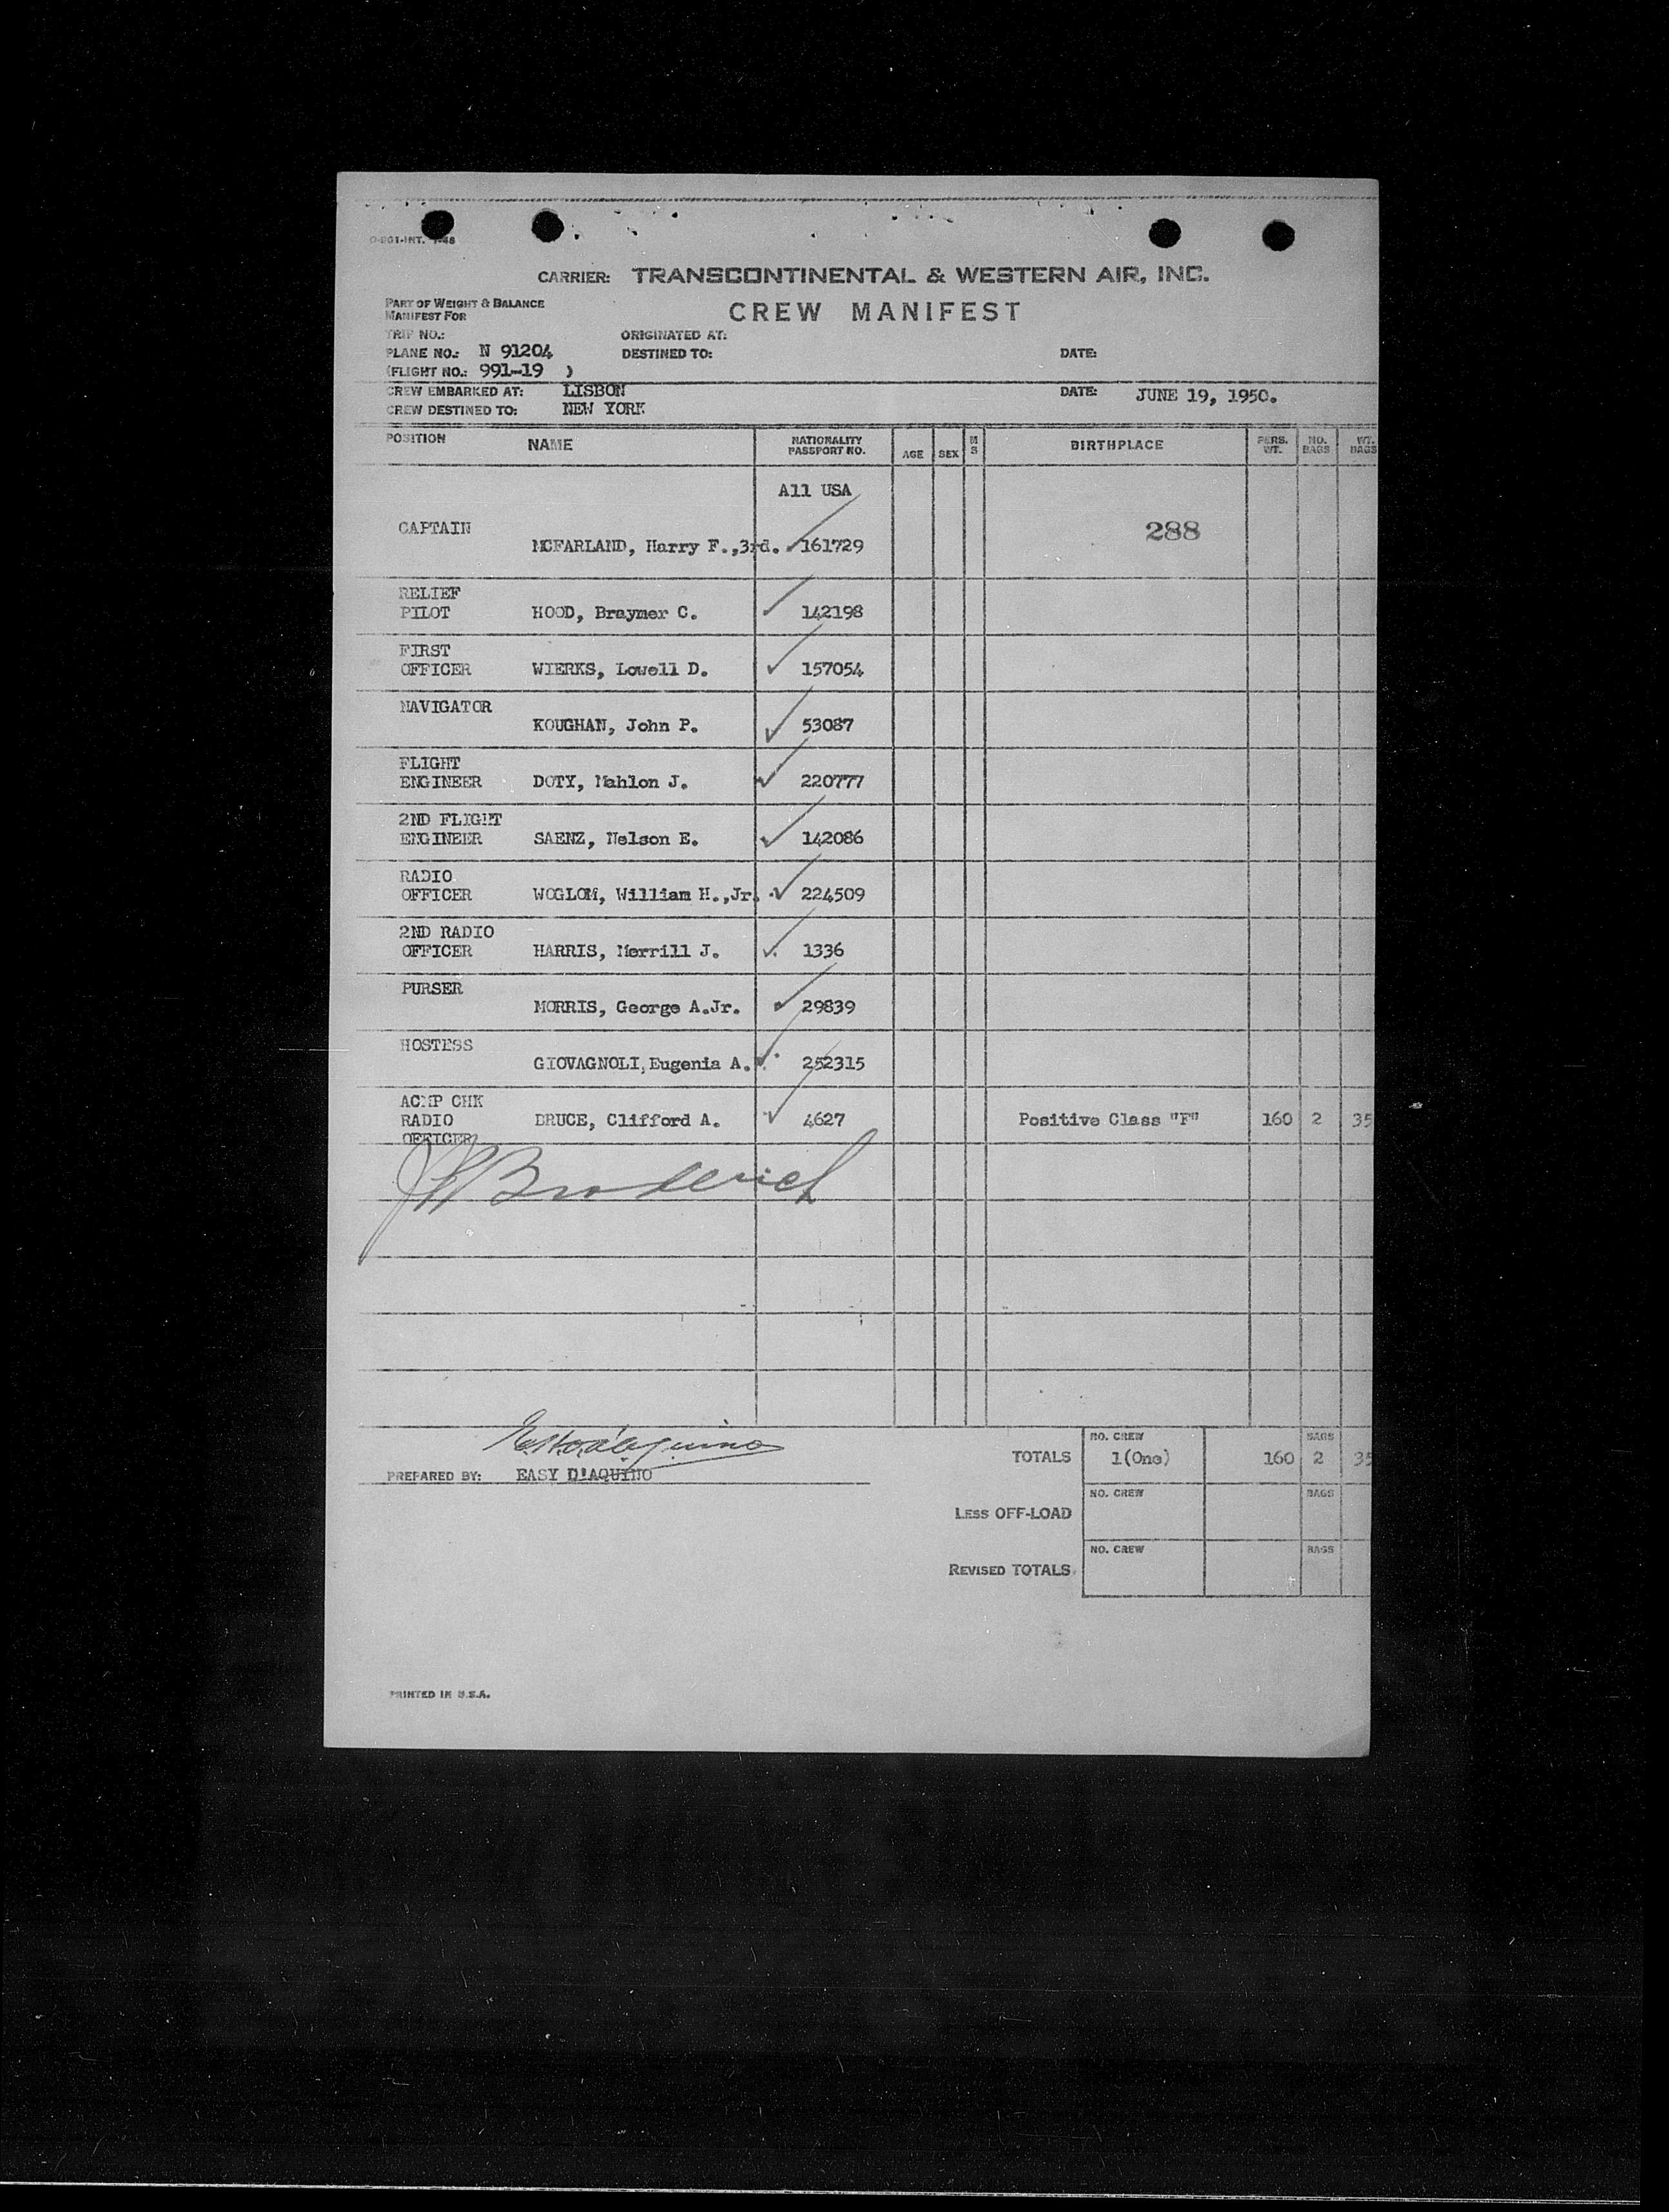 CARRIER: TRANSCONTINENTAL & WESTERN AIR, INC.
PART OF WEIGHT & BALANCE
MANIFEST FOR
CREW MANIFEST
TRIP NO.: ORIGINATED AT:
PLANE NO.: N 91204 DESTINED TO: DATE:
(FLIGHT NO.: 991-19 )
CREW EMBARKED AT: LISBON DATE: JUNE 19, 1950.
CREW DESTINED TO: NEW YORK
POSITION NAME NATIONALITY PASSPORT NO. AGE SEX M S BIRTHPLACE PERS. WT. NO. BAGS WT. BAGS
All USA
CAPTAIN 288
MCFARLAND, Harry F.,3rd. 161729
RELIEF
PILOT HOOD, Braymer C. 142198
FIRST
OFFICER WIERKS, Lowell D. 157054
NAVIGATOR
KOUGHAN, John P. 53087
FLIGHT
ENGINEER DOTY, Mahlon J. 220777
2ND FLIGHT
ENGINEER SAENZ, Nelson E. 142086
RADIO
OFFICER WOGLOM, William H.,Jr. 224509
2ND RADIO
OFFICER HARRIS, Merrill J. 1336
PURSER
MORRIS, George A.Jr. 29839
HOSTESS
GIOVAGNOLI,Eugenia A. 252315
ACMP CHK
RADIO BRUCE, Clifford A. 4627 Positive Class "F" 160 2 35
OFFICER
NO. CREW BAGS
TOTALS 1(One) 160 2 35
PREPARED BY: EASY D'AQUINO
NO. CREW BAGS
LESS OFF-LOAD
NO. CREW BAGS
REVISED TOTALS
PRINTED IN U.S.A.